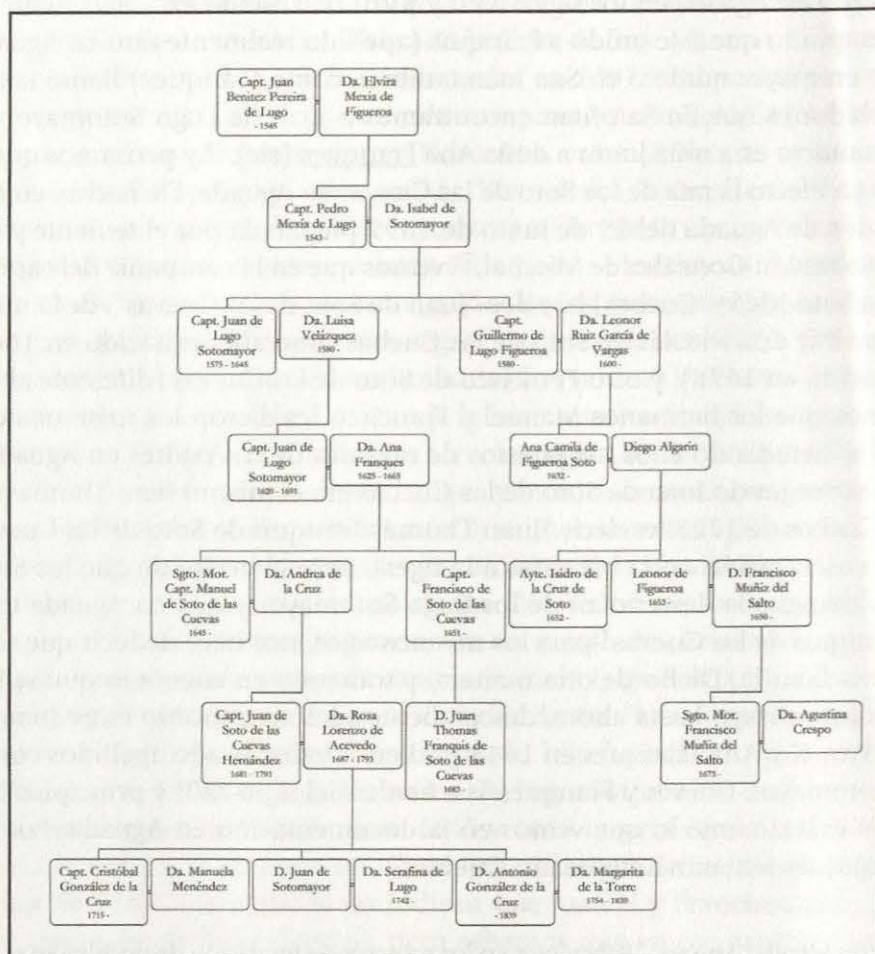 Capt. Juan
Benitez Pereira
de Lugo
- 1545
Da. Elvira
Mexía de
Figueroa
Capt. Pedro
Mexía de Lugo
1543 -
Da. Isabel de
Sotomayor
Capt. Juan de
Lugo
Sotomayor
1575 - 1645
Da. Luisa
Velázquez
1580 -
Capt.
Guillermo de
Lugo Figueroa
1580 -
Da. Leonor
Ruiz García de
Vargas
1600 -
Capt. Juan de
Lugo
Sotomayor
1620 - 1691
Da. Ana
Franques
1625 - 1665
Ana Camila de
Figueroa Soto
1632 -
Diego Algarin
Sgto. Mor.
Capt. Manuel
de Soto de las
Cuevas
1645 -
Da. Andrea de
la Cruz
Capt.
Francisco de
Soto de las
Cuevas
1651 -
Ayte. Isidro de
la Cruz de
Soto
1652 -
Leonor de
Figueroa
1652 -
D. Francisco
Muñiz del
Salto
1650 -
Capt. Juan de
Soto de las
Cuevas
Hernández
1681 - 1791
Da. Rosa
Lorenzo de
Acevedo
1687 - 1793
D. Juan
Thomas
Franquis de
Soto de las
Cuevas
1683 -
Sgto. Mor.
Francisco
Muñiz del
Salto
1673 -
Da. Agustina
Crespo
Capt. Cristóbal
González de la
Cruz
1715 -
Da. Manuela
Menéndez
D. Juan de
Sotomayor
Da. Serafina de
Lugo
1742 -
D. Antonio
González de la
Cruz
- 1839
Da. Margarita
de la Torre
1754 - 1839